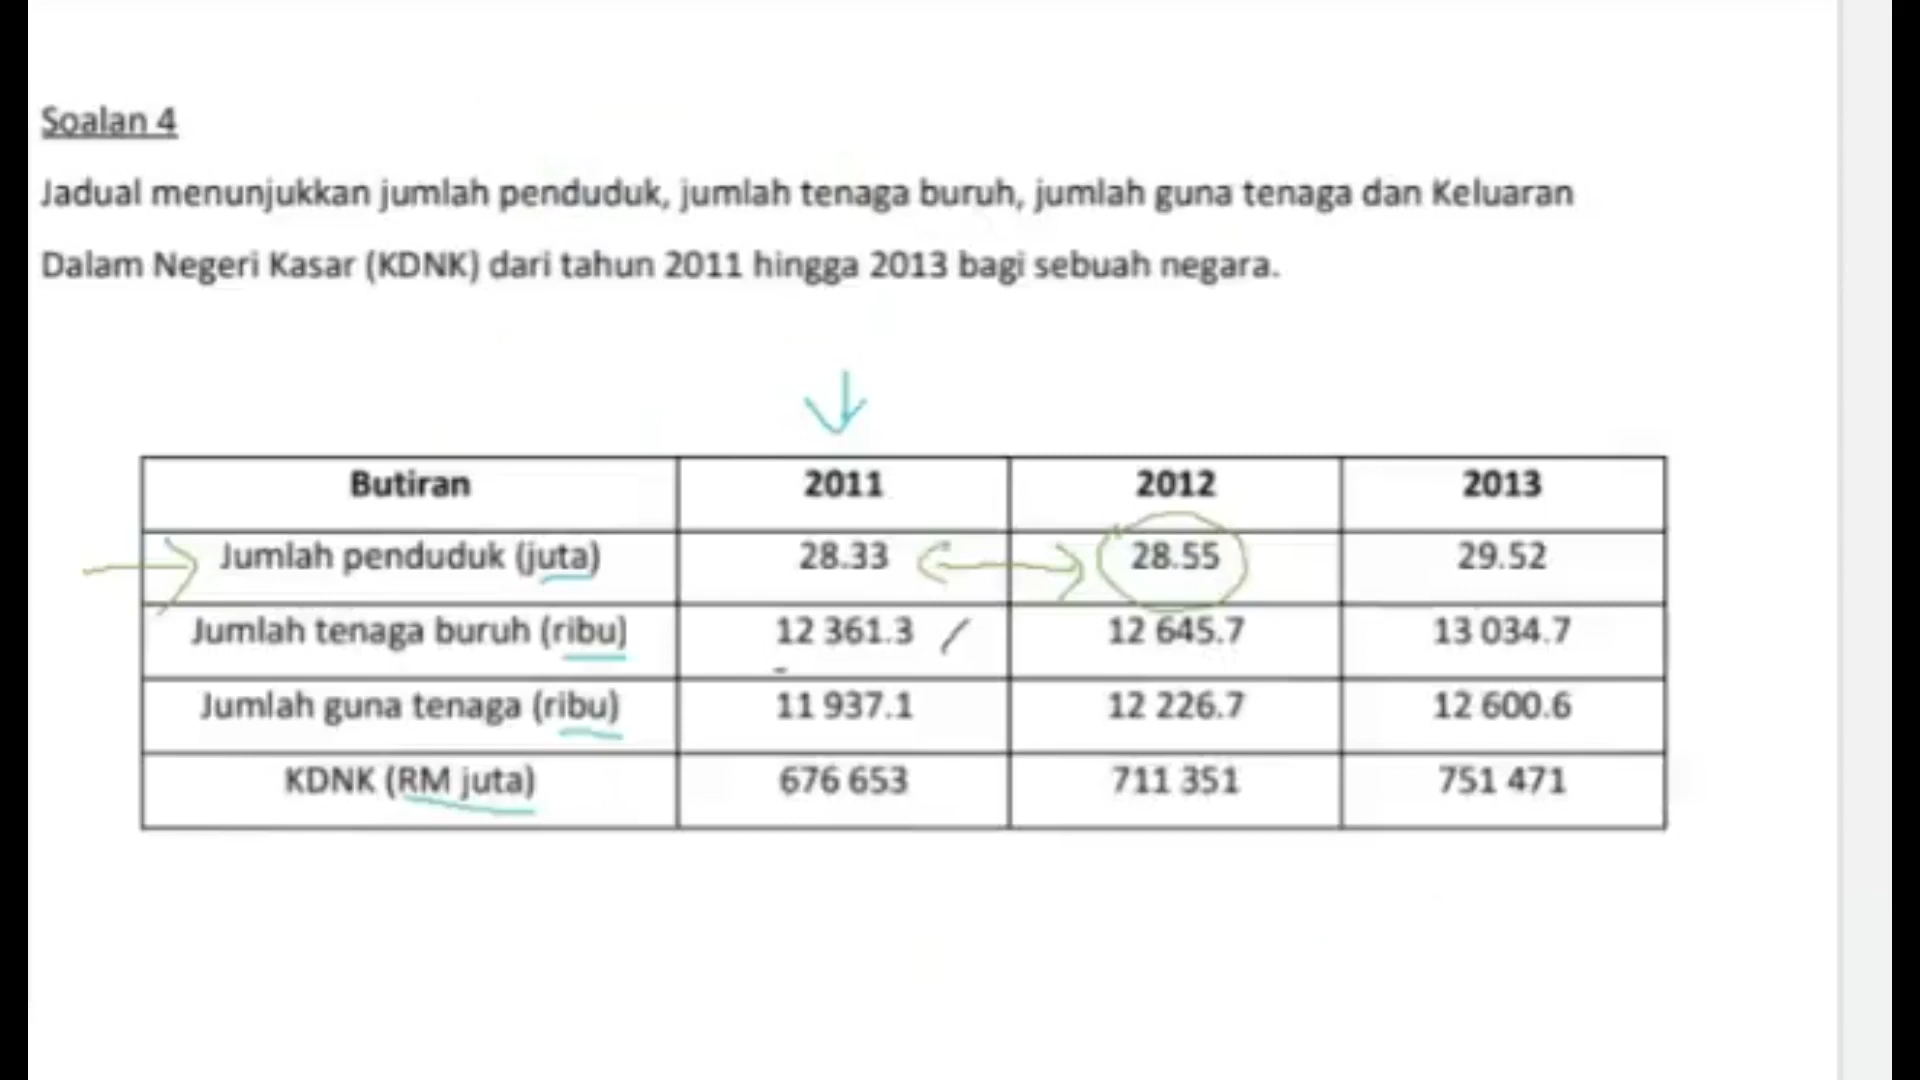 Soalan 4
Jadual menunjukkan jumlah penduduk, jumlah tenaga buruh, jumlah guna tenaga dan Keluaran
Dalam Negeri Kasar (KDNK) dari tahun 2011 hingga 2013 bagi sebuah negara.
Butiran 2011 2012 2013
Jumlah penduduk (juta) 28.33 28.55 29.52
Jumlah tenaga buruh (ribu) 12 361.3 12 645.7 13 034.7
Jumlah guna tenaga (ribu) 11 937.1 12 226.7 12 600.6
KDNK (RM juta) 676 653 711 351 751 471